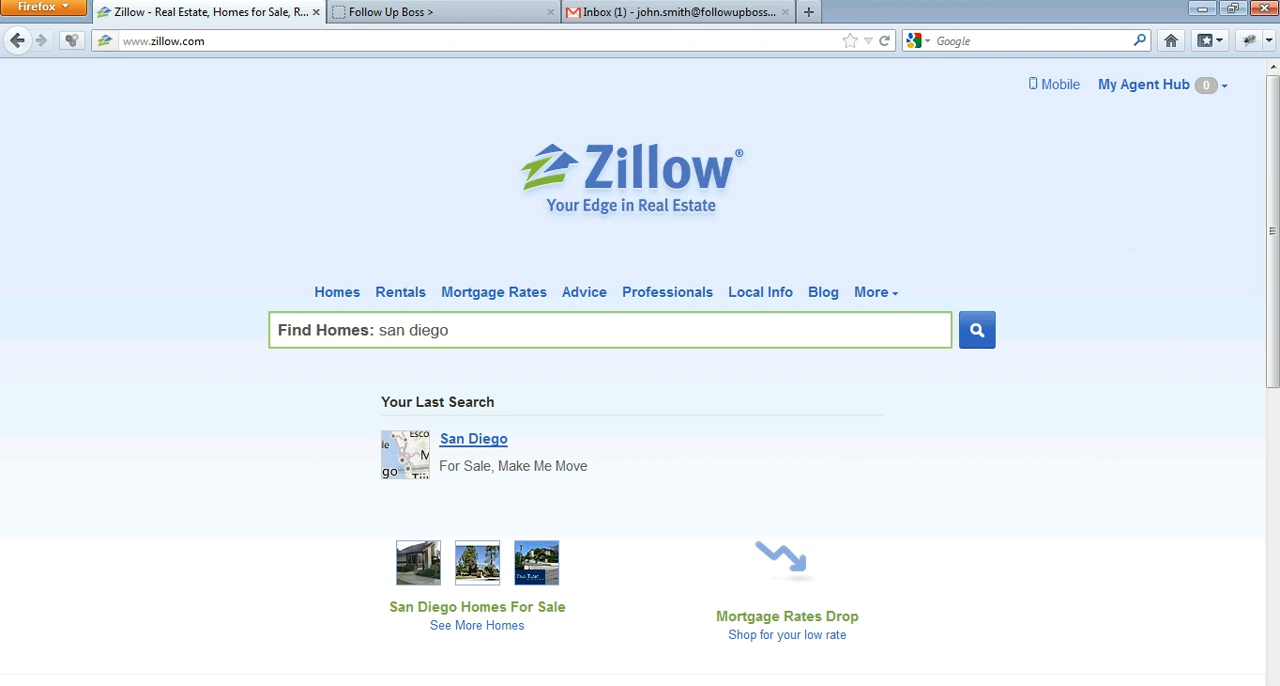 Firefox
Zillow - Real Estate, Homes for Sale, R...
Follow Up Boss >
Inbox (1) - john.smith@followupboss...
www.zillow.com
Google
Mobile
My Agent Hub 0
Zillow®
Your Edge in Real Estate
Homes Rentals Mortgage Rates Advice Professionals Local Info Blog More
Find Homes: san diego
Your Last Search
San Diego
For Sale, Make Me Move
San Diego Homes For Sale
See More Homes
Mortgage Rates Drop
Shop for your low rate